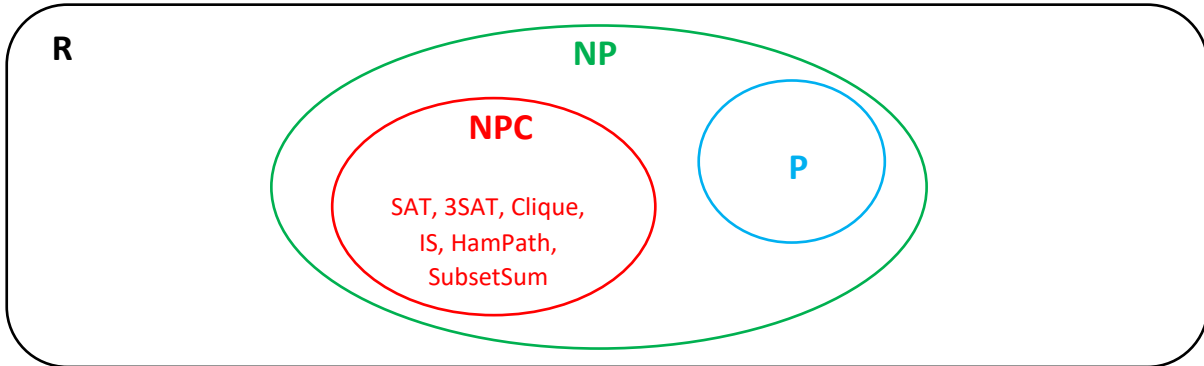 R
NP
NPC
P
SAT, 3SAT, Clique,
IS, HamPath,
SubsetSum